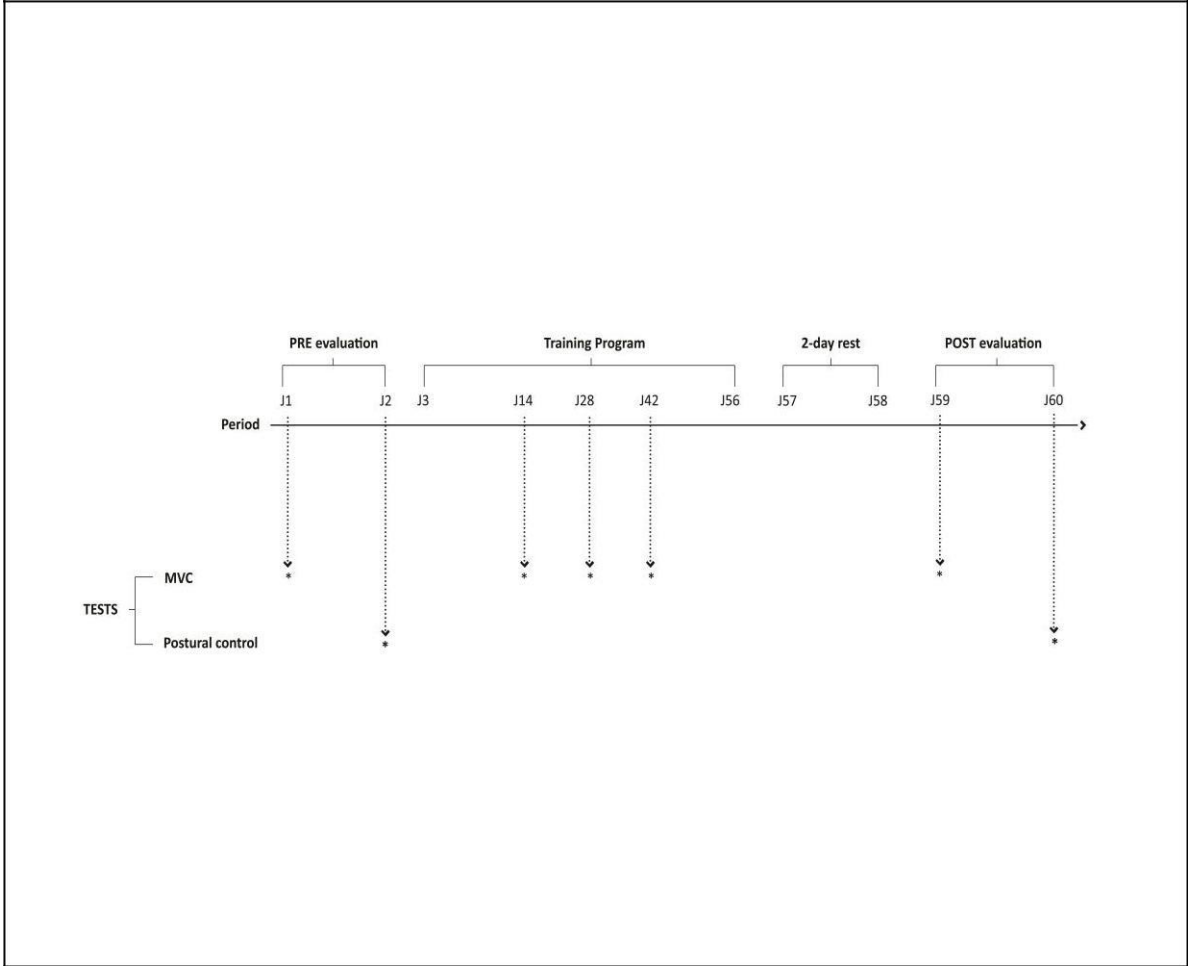 PRE evaluation Training Program 2-day rest POST evaluation
J1 J2 J3 J14 J28 J42 J56 J57 J58 J59 J60
Period
* * * * *
MVC
TESTS
Postural control
* *